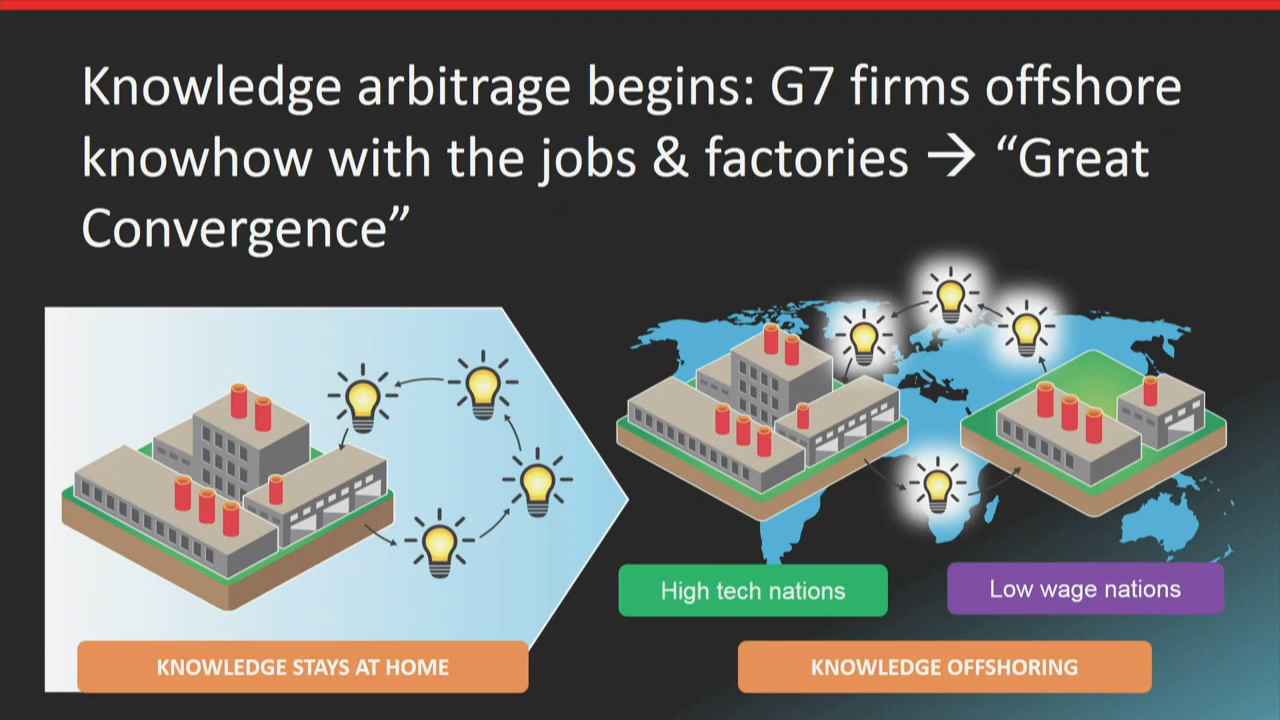 Knowledge arbitrage begins: G7 firms offshore
knowhow with the jobs & factories → “Great
Convergence”
High tech nations
Low wage nations
KNOWLEDGE STAYS AT HOME
KNOWLEDGE OFFSHORING